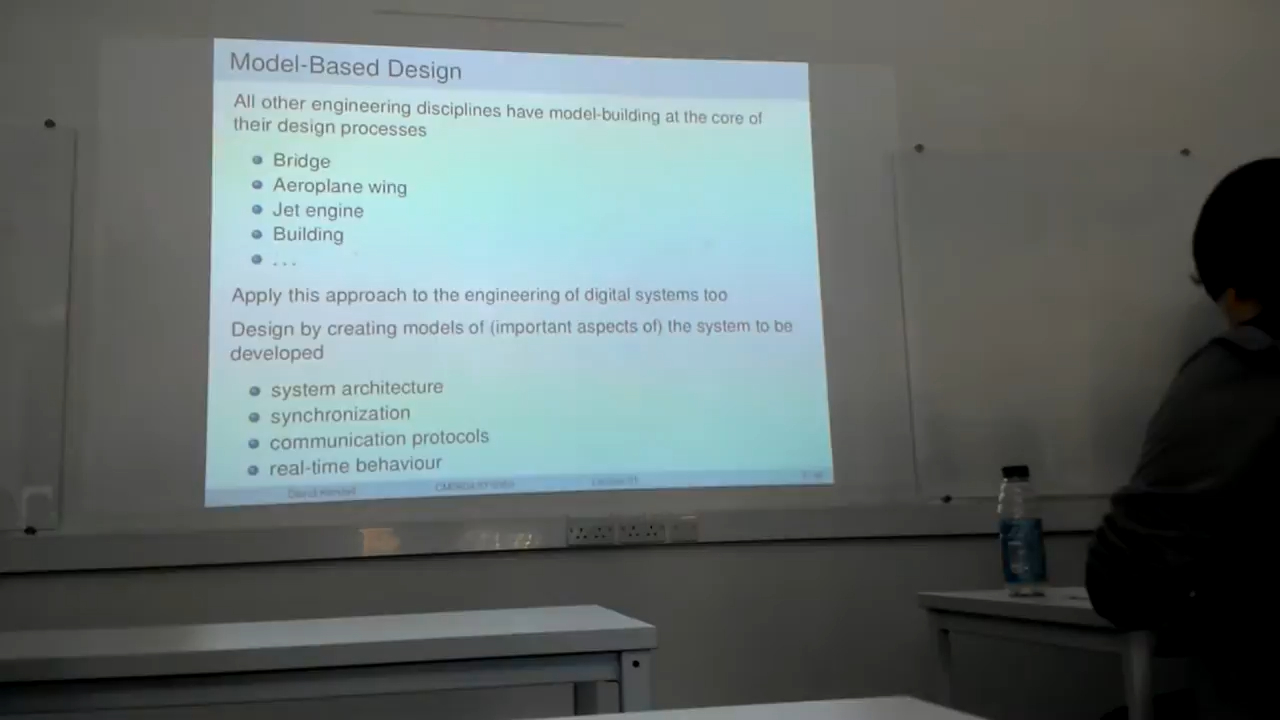 Model-Based Design
All other engineering disciplines have model-building at the core of
their design processes
Bridge
Aeroplane wing
Jet engine
Building
. . .
Apply this approach to the engineering of digital systems too
Design by creating models of (important aspects of) the system to be
developed
system architecture
synchronization
communication protocols
real-time behaviour
David Kendall